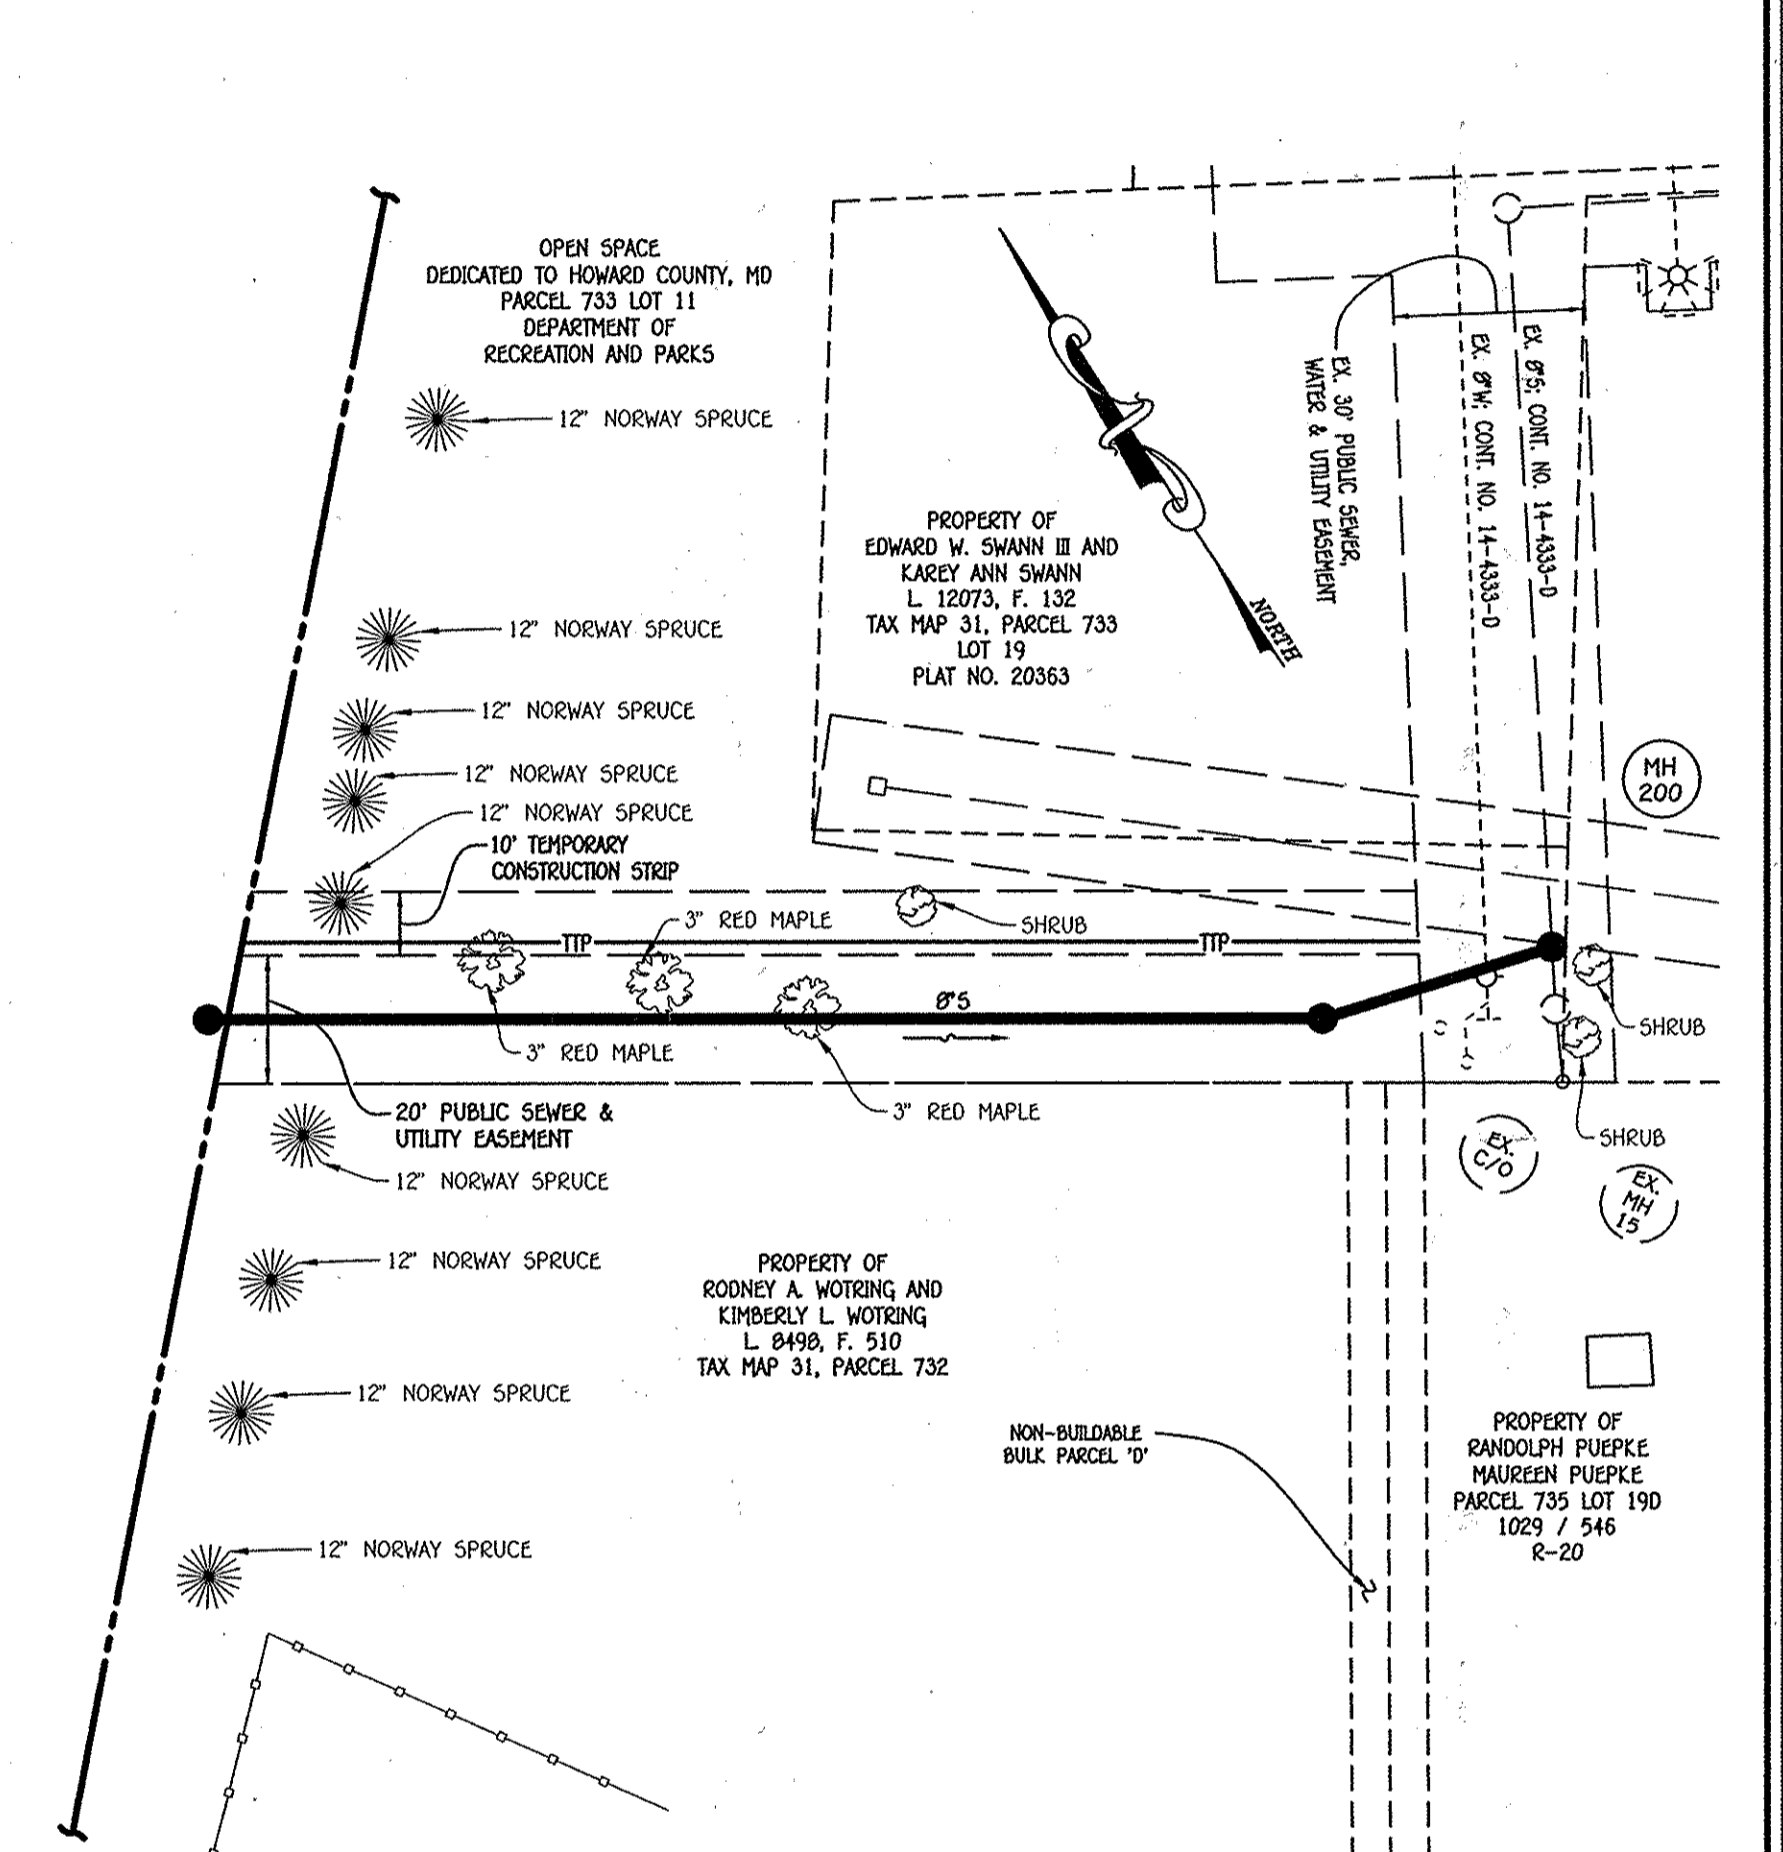 OPEN SPACE
DEDICATED TO HOWARD COUNTY, MD
PARCEL 733 LOT 11
DEPARTMENT OF
RECREATION AND PARKS
12" NORWAY SPRUCE
12" NORWAY SPRUCE
12" NORWAY SPRUCE
12" NORWAY SPRUCE
12" NORWAY SPRUCE
10' TEMPORARY
CONSTRUCTION STRIP
PROPERTY OF
EDWARD W. SWANN III AND
KAREY ANN SWANN
L. 12073, F. 132
TAX MAP 31, PARCEL 733
LOT 19
PLAT NO. 20363
NORTH
EX. 30' PUBLIC SEWER,
WATER & UTILITY EASEMENT
EX. 8"W; CONT. NO. 14-4333-D
EX. 8"S; CONT. NO. 14-4333-D
MH
200
3" RED MAPLE
SHRUB
TTP
TTP
8"S
3" RED MAPLE
3" RED MAPLE
SHRUB
SHRUB
20' PUBLIC SEWER &
UTILITY EASEMENT
EX.
C/O
EX.
MH
15
12" NORWAY SPRUCE
12" NORWAY SPRUCE
12" NORWAY SPRUCE
12" NORWAY SPRUCE
PROPERTY OF
RODNEY A. WOTRING AND
KIMBERLY L. WOTRING
L. 8498, F. 510
TAX MAP 31, PARCEL 732
NON-BUILDABLE
BULK PARCEL 'D'
PROPERTY OF
RANDOLPH PUEPKE
MAUREEN PUEPKE
PARCEL 735 LOT 19D
1029 / 546
R-20